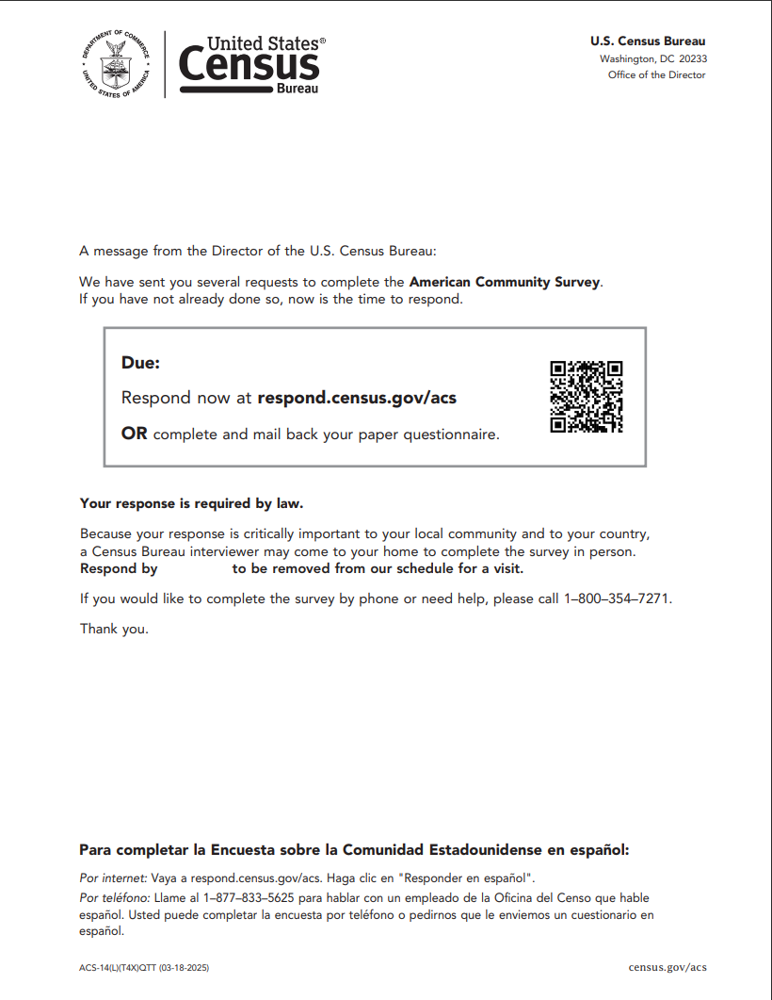 DEPARTMENT OF COMMERCE
UNITED STATES OF AMERICA
United States®
Census
Bureau
U.S. Census Bureau
Washington, DC 20233
Office of the Director
A message from the Director of the U.S. Census Bureau:
We have sent you several requests to complete the American Community Survey.
If you have not already done so, now is the time to respond.
Due:
Respond now at respond.census.gov/acs
OR complete and mail back your paper questionnaire.
Your response is required by law.
Because your response is critically important to your local community and to your country,
a Census Bureau interviewer may come to your home to complete the survey in person.
Respond by to be removed from our schedule for a visit.
If you would like to complete the survey by phone or need help, please call 1–800–354–7271.
Thank you.
Para completar la Encuesta sobre la Comunidad Estadounidense en español:
Por internet: Vaya a respond.census.gov/acs. Haga clic en "Responder en español".
Por teléfono: Llame al 1–877–833–5625 para hablar con un empleado de la Oficina del Censo que hable
español. Usted puede completar la encuesta por teléfono o pedirnos que le enviemos un cuestionario en
español.
ACS-14(L)(T4X)QTT (03-18-2025)
census.gov/acs